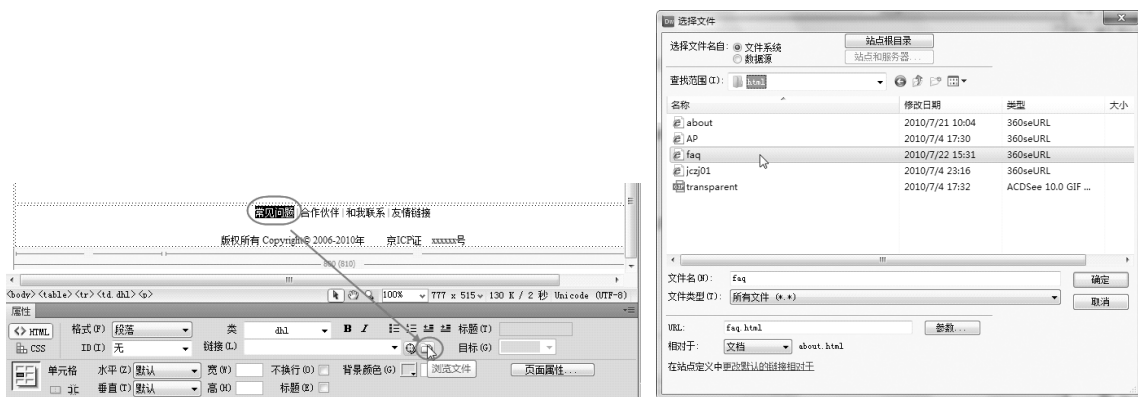 常见问题 | 合作伙伴 | 和我联系 | 友情链接
版权所有 Copyright© 2006-2010年 京ICP证 xxxxxx号
800 (810)
<body> <table> <tr> <td.dhl> <p> 100% 777 x 515 130 K / 2 秒 Unicode (UTF-8)
属性
<> HTML 格式(F) 段落 类 dhl B I 标题(T)
CSS ID(I) 无 链接(L) 目标(G)
浏览文件
单元格 水平(Z) 默认 宽(W) 不换行(O) 背景颜色(G) 页面属性...
垂直(T) 默认 高(H) 标题(E)
Dw 选择文件
选择文件名自: 文件系统 站点根目录
数据源 站点和服务器...
查找范围(I): html
名称 修改日期 类型 大小
about 2010/7/21 10:04 360seURL
AP 2010/7/4 17:30 360seURL
faq 2010/7/22 15:31 360seURL
jczj01 2010/7/4 23:16 360seURL
transparent 2010/7/4 17:32 ACDSee 10.0 GIF ...
文件名(N): faq 确定
文件类型(T): 所有文件 (*.*) 取消
URL: faq.html 参数...
相对于: 文档 about.html
在站点定义中更改默认的链接相对于